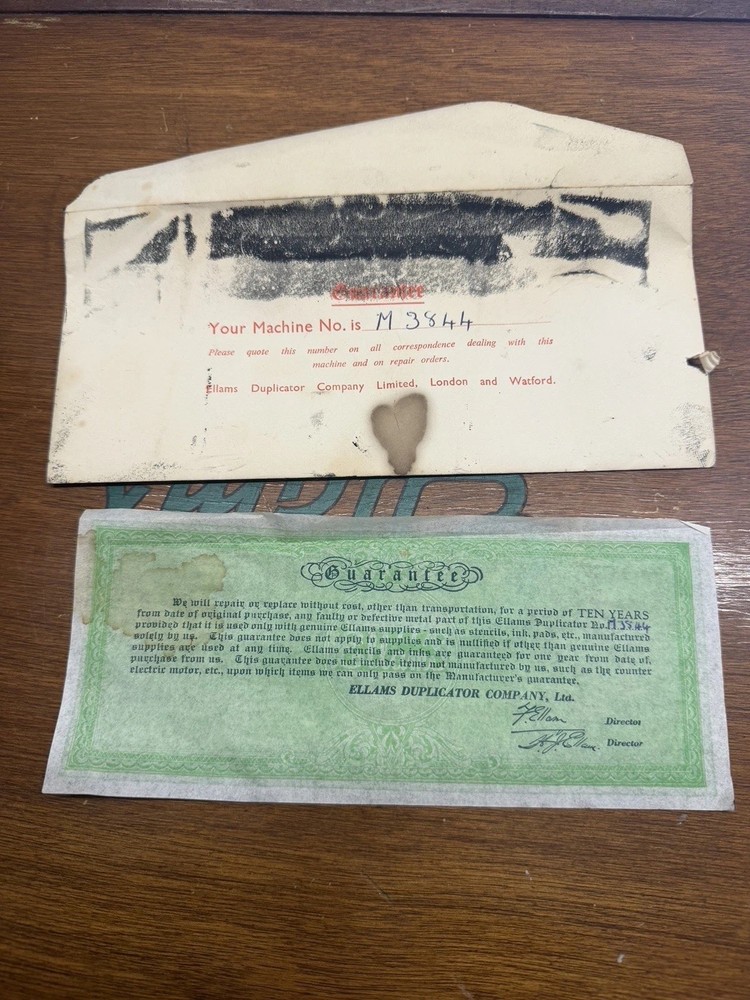 Guarantee
Your Machine No. is M 3844
Please quote this number on all correspondence dealing with this
machine and on repair orders.
Ellams Duplicator Company Limited, London and Watford.
Guarantee
We will repair or replace without cost, other than transportation, for a period of TEN YEARS
from date of original purchase, any faulty or defective metal part of this Ellams Duplicator No. M 3844
provided that it is used only with genuine Ellams supplies - such as stencils, ink, pads, etc., manufactured
solely by us. This guarantee does not apply to supplies and is nullified if other than genuine Ellams
supplies are used at any time. Ellams stencils and inks are guaranteed for one year from date of
purchase from us. This guarantee does not include items not manufactured by us, such as the counter
electric motor, etc., upon which items we can only pass on the Manufacturer's guarantee.
ELLAMS DUPLICATOR COMPANY, Ltd.
Ellam Director
Director